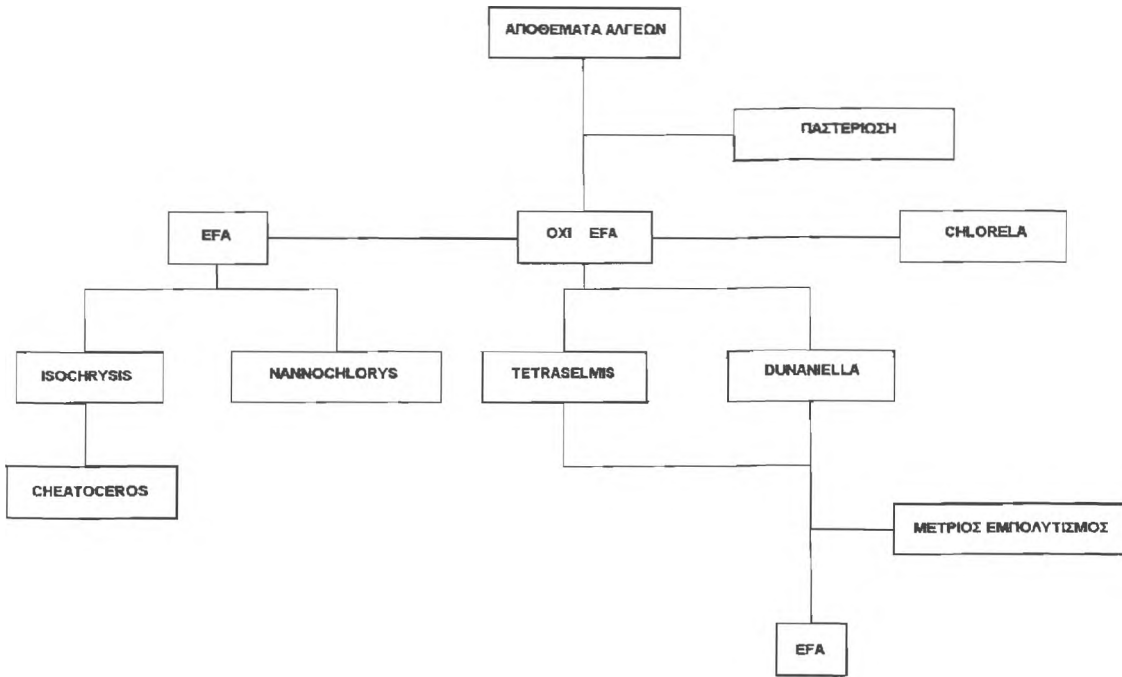 ΑΠΟΘΕΜΑΤΑ ΑΛΓΕΩΝ
ΠΑΣΤΕΡΙΩΣΗ
EFA
ΟΧΙ EFA
CHLORELA
ISOCHRYSIS
NANNOCHLORYS
TETRASELMIS
DUNANIELLA
CHEATOCEROS
ΜΕΤΡΙΟΣ ΕΜΠΟΛΥΤΙΣΜΟΣ
EFA